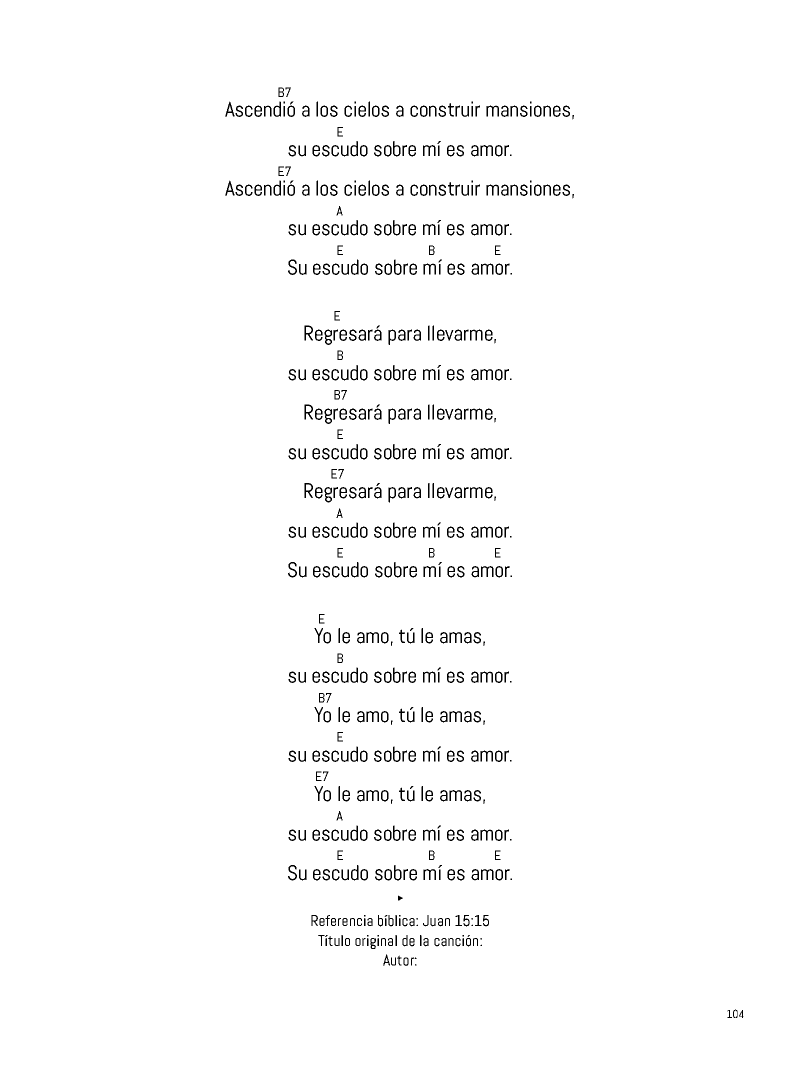 B7
Ascendió a los cielos a construir mansiones,
E
su escudo sobre mí es amor.
E7
Ascendió a los cielos a construir mansiones,
A
su escudo sobre mí es amor.
E B E
Su escudo sobre mí es amor.
E
Regresará para llevarme,
B
su escudo sobre mí es amor.
B7
Regresará para llevarme,
E
su escudo sobre mí es amor.
E7
Regresará para llevarme,
A
su escudo sobre mí es amor.
E B E
Su escudo sobre mí es amor.
E
Yo le amo, tú le amas,
B
su escudo sobre mí es amor.
B7
Yo le amo, tú le amas,
E
su escudo sobre mí es amor.
E7
Yo le amo, tú le amas,
A
su escudo sobre mí es amor.
E B E
Su escudo sobre mí es amor.
Referencia bíblica: Juan 15:15
Título original de la canción:
Autor:
104